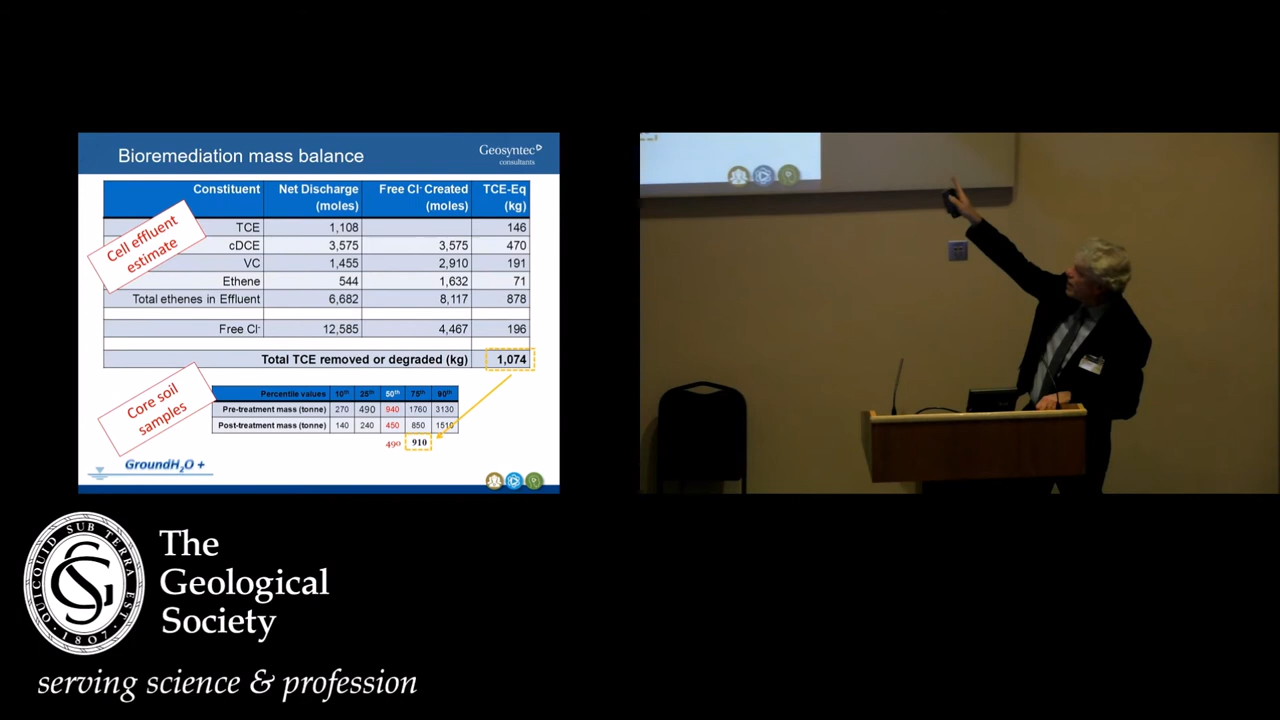 Bioremediation mass balance
Geosyntec
consultants
Constituent Net Discharge (moles) Free Cl- Created (moles) TCE-Eq (kg)
TCE 1,108 146
cDCE 3,575 3,575 470
VC 1,455 2,910 191
Ethene 544 1,632 71
Total ethenes in Effluent 6,682 8,117 878
Free Cl- 12,585 4,467 196
Total TCE removed or degraded (kg) 1,074
Cell effluent
estimate
Core soil
samples
Percentile values 10th 25th 50th 75th 90th
Pre-treatment mass (tonne) 270 490 940 1760 3130
Post-treatment mass (tonne) 140 240 450 850 1510
490 910
GroundH2O +
QUICQUID SUB TERRA EST
1807
The
Geological
Society
serving science & profession